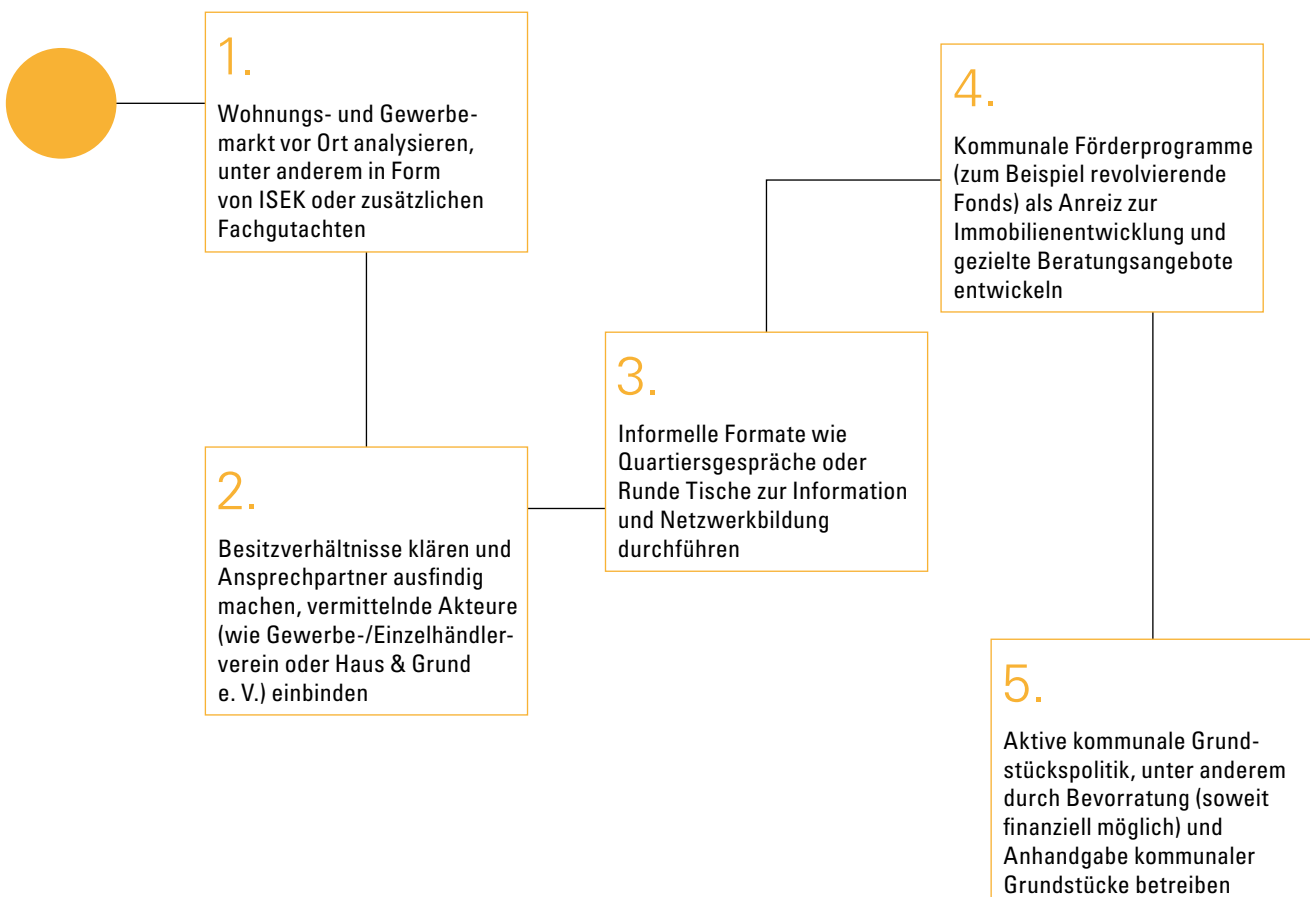 1.
Wohnungs- und Gewerbe-
markt vor Ort analysieren,
unter anderem in Form
von ISEK oder zusätzlichen
Fachgutachten
2.
Besitzverhältnisse klären und
Ansprechpartner ausfindig
machen, vermittelnde Akteure
(wie Gewerbe-/Einzelhändler-
verein oder Haus & Grund
e. V.) einbinden
3.
Informelle Formate wie
Quartiersgespräche oder
Runde Tische zur Information
und Netzwerkbildung
durchführen
4.
Kommunale Förderprogramme
(zum Beispiel revolvierende
Fonds) als Anreiz zur
Immobilienentwicklung und
gezielte Beratungsangebote
entwickeln
5.
Aktive kommunale Grund-
stückspolitik, unter anderem
durch Bevorratung (soweit
finanziell möglich) und
Anhandgabe kommunaler
Grundstücke betreiben